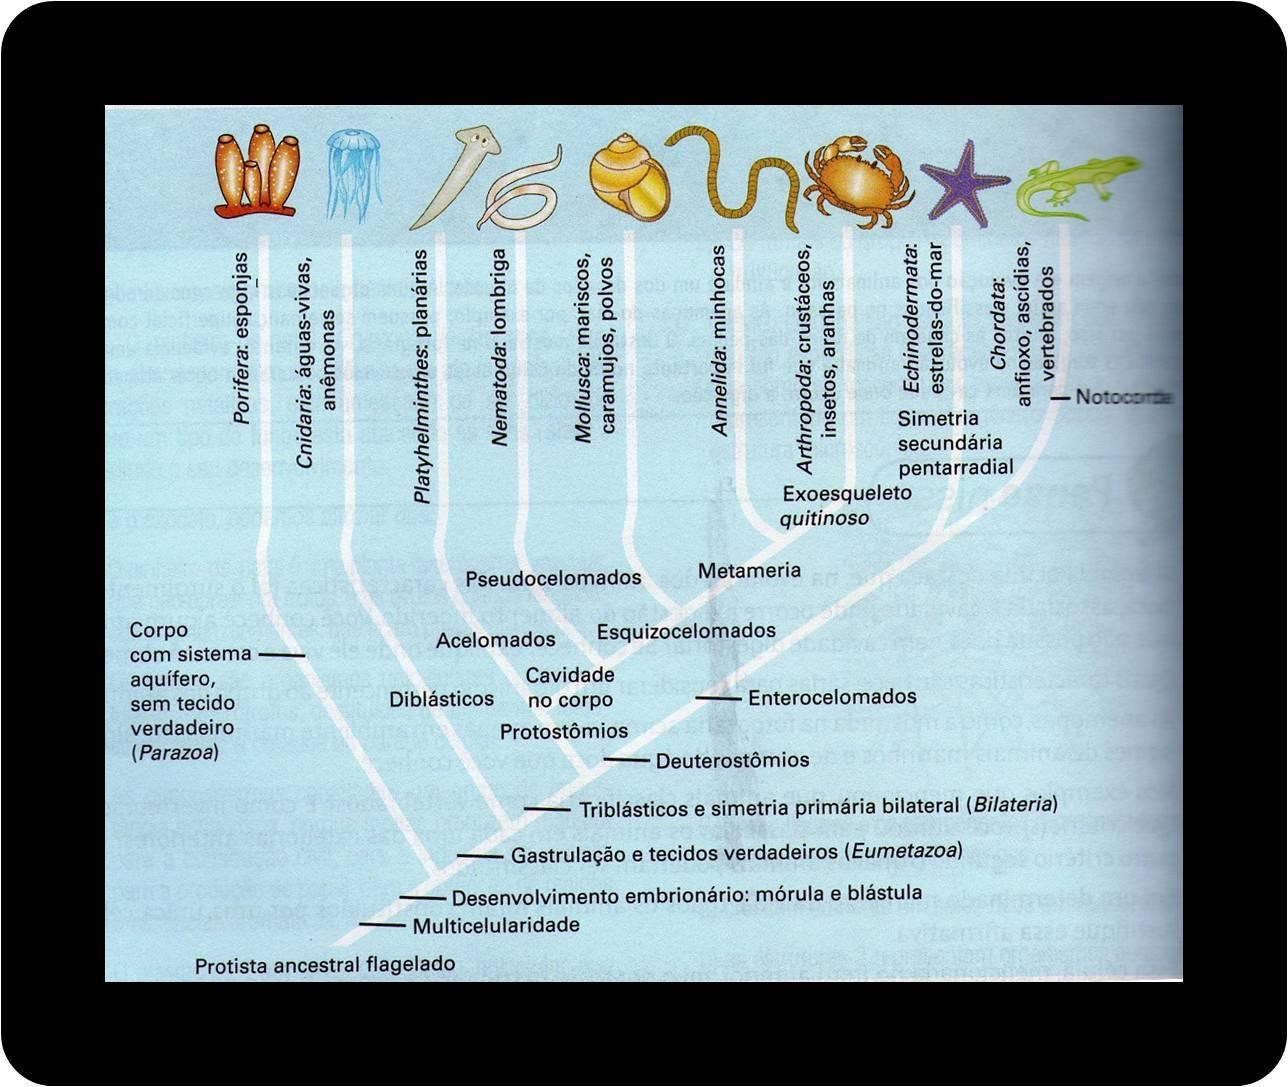 Porifera: esponjas
Cnidaria: águas-vivas,
anêmonas
Platyhelminthes: planárias
Nematoda: lombriga
Mollusca: mariscos,
caramujos, polvos
Annelida: minhocas
Arthropoda: crustáceos,
insetos, aranhas
Echinodermata:
estrelas-do-mar
Chordata:
anfioxo, ascídias,
vertebrados
Notocorda
Simetria
secundária
pentarradial
Exoesqueleto
quitinoso
Metameria
Pseudocelomados
Esquizocelomados
Acelomados
Corpo
com sistema
aquífero,
sem tecido
verdadeiro
(Parazoa)
Diblásticos
Cavidade
no corpo
Enterocelomados
Protostômios
Deuterostômios
Triblásticos e simetria primária bilateral (Bilateria)
Gastrulação e tecidos verdadeiros (Eumetazoa)
Desenvolvimento embrionário: mórula e blástula
Multicelularidade
Protista ancestral flagelado